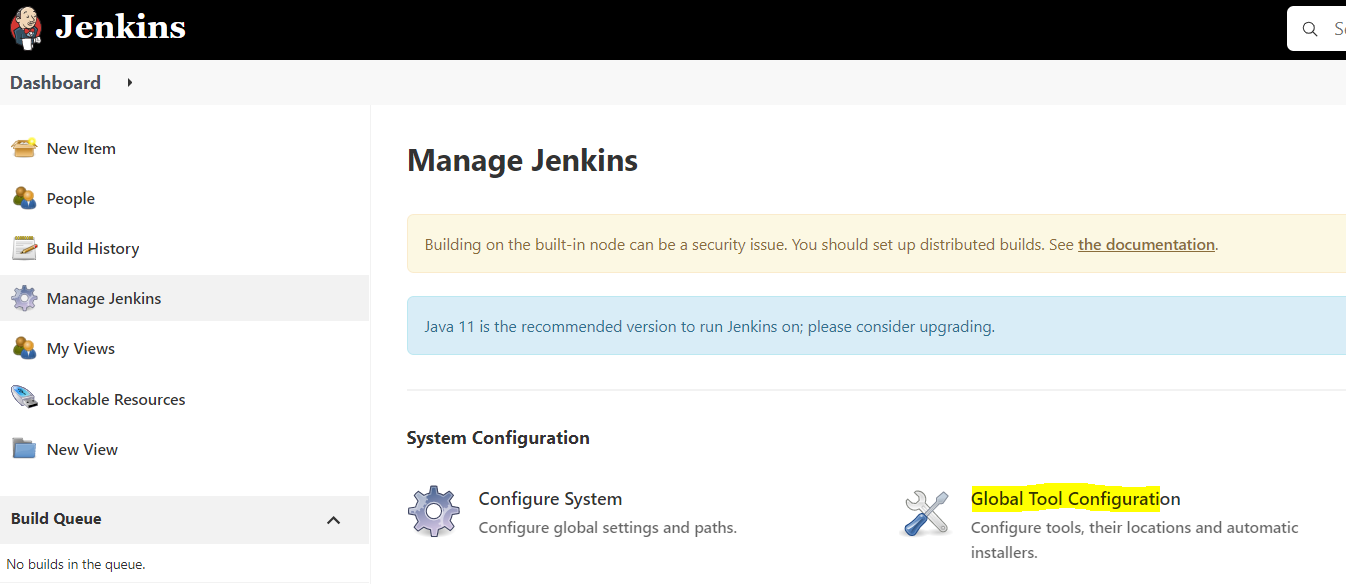 Jenkins
Dashboard
New Item
People
Build History
Manage Jenkins
My Views
Lockable Resources
New View
Build Queue
No builds in the queue.
Manage Jenkins
Building on the built-in node can be a security issue. You should set up distributed builds. See the documentation.
Java 11 is the recommended version to run Jenkins on; please consider upgrading.
System Configuration
Configure System
Configure global settings and paths.
Global Tool Configuration
Configure tools, their locations and automatic
installers.